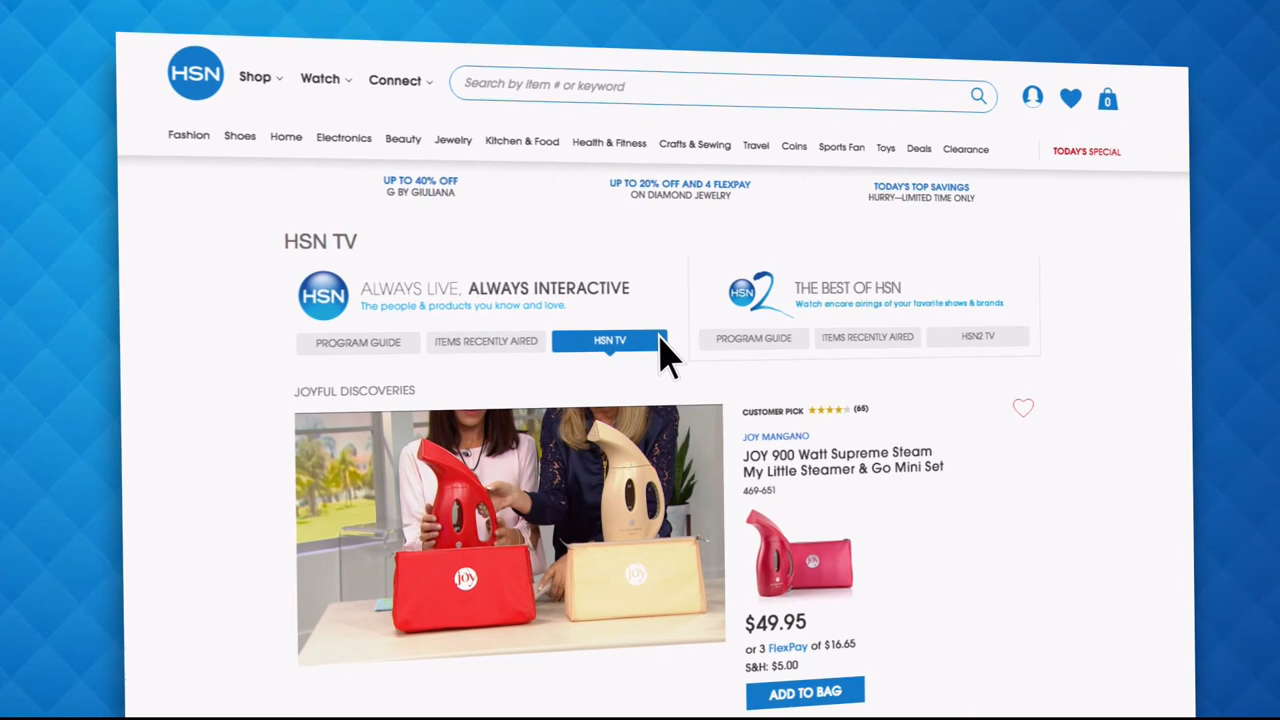 HSN
Shop
Watch
Connect
Search by item # or keyword
0
Fashion
Shoes
Home
Electronics
Beauty
Jewelry
Kitchen & Food
Health & Fitness
Crafts & Sewing
Travel
Coins
Sports Fan
Toys
Deals
Clearance
TODAY'S SPECIAL
UP TO 40% OFF
G BY GIULIANA
UP TO 20% OFF AND 4 FLEXPAY
ON DIAMOND JEWELRY
TODAY'S TOP SAVINGS
HURRY—LIMITED TIME ONLY
HSN TV
HSN
ALWAYS LIVE, ALWAYS INTERACTIVE
The people & products you know and love.
PROGRAM GUIDE
ITEMS RECENTLY AIRED
HSN TV
HSN2
THE BEST OF HSN
Watch encore airings of your favorite shows & brands
PROGRAM GUIDE
ITEMS RECENTLY AIRED
HSN2 TV
JOYFUL DISCOVERIES
joy
joy
CUSTOMER PICK
(65)
JOY MANGANO
JOY 900 Watt Supreme Steam
My Little Steamer & Go Mini Set
469-651
joy
$49.95
or 3 FlexPay of $16.65
S&H: $5.00
ADD TO BAG